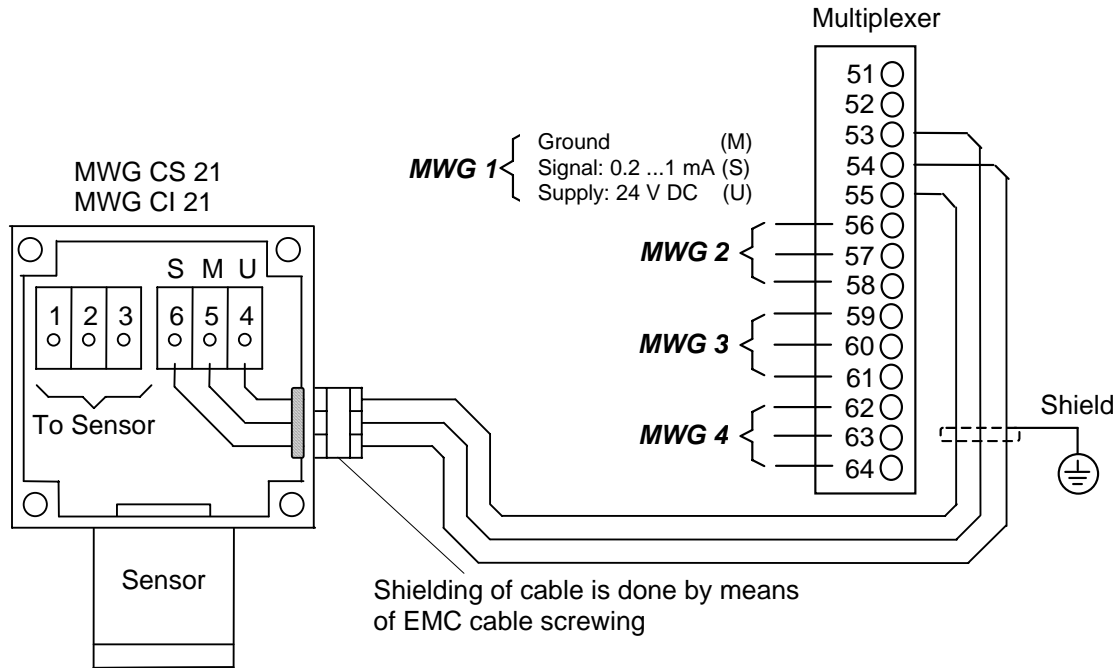 Multiplexer
51
52
53
54
55
56
57
58
59
60
61
62
63
64
MWG 1
Ground (M)
Signal: 0.2 ...1 mA (S)
Supply: 24 V DC (U)
MWG 2
MWG 3
MWG 4
Shield
MWG CS 21
MWG CI 21
S M U
1 2 3 6 5 4
To Sensor
Sensor
Shielding of cable is done by means
of EMC cable screwing